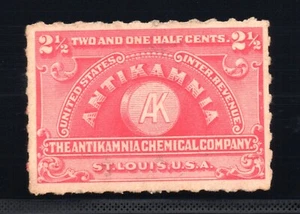 2½ TWO AND ONE HALF CENTS. 2½
UNITED STATES INTER. REVENUE
ANTIKAMNIA
AK
THE ANTIKAMNIA CHEMICAL COMPANY.
ST. LOUIS, U.S.A.